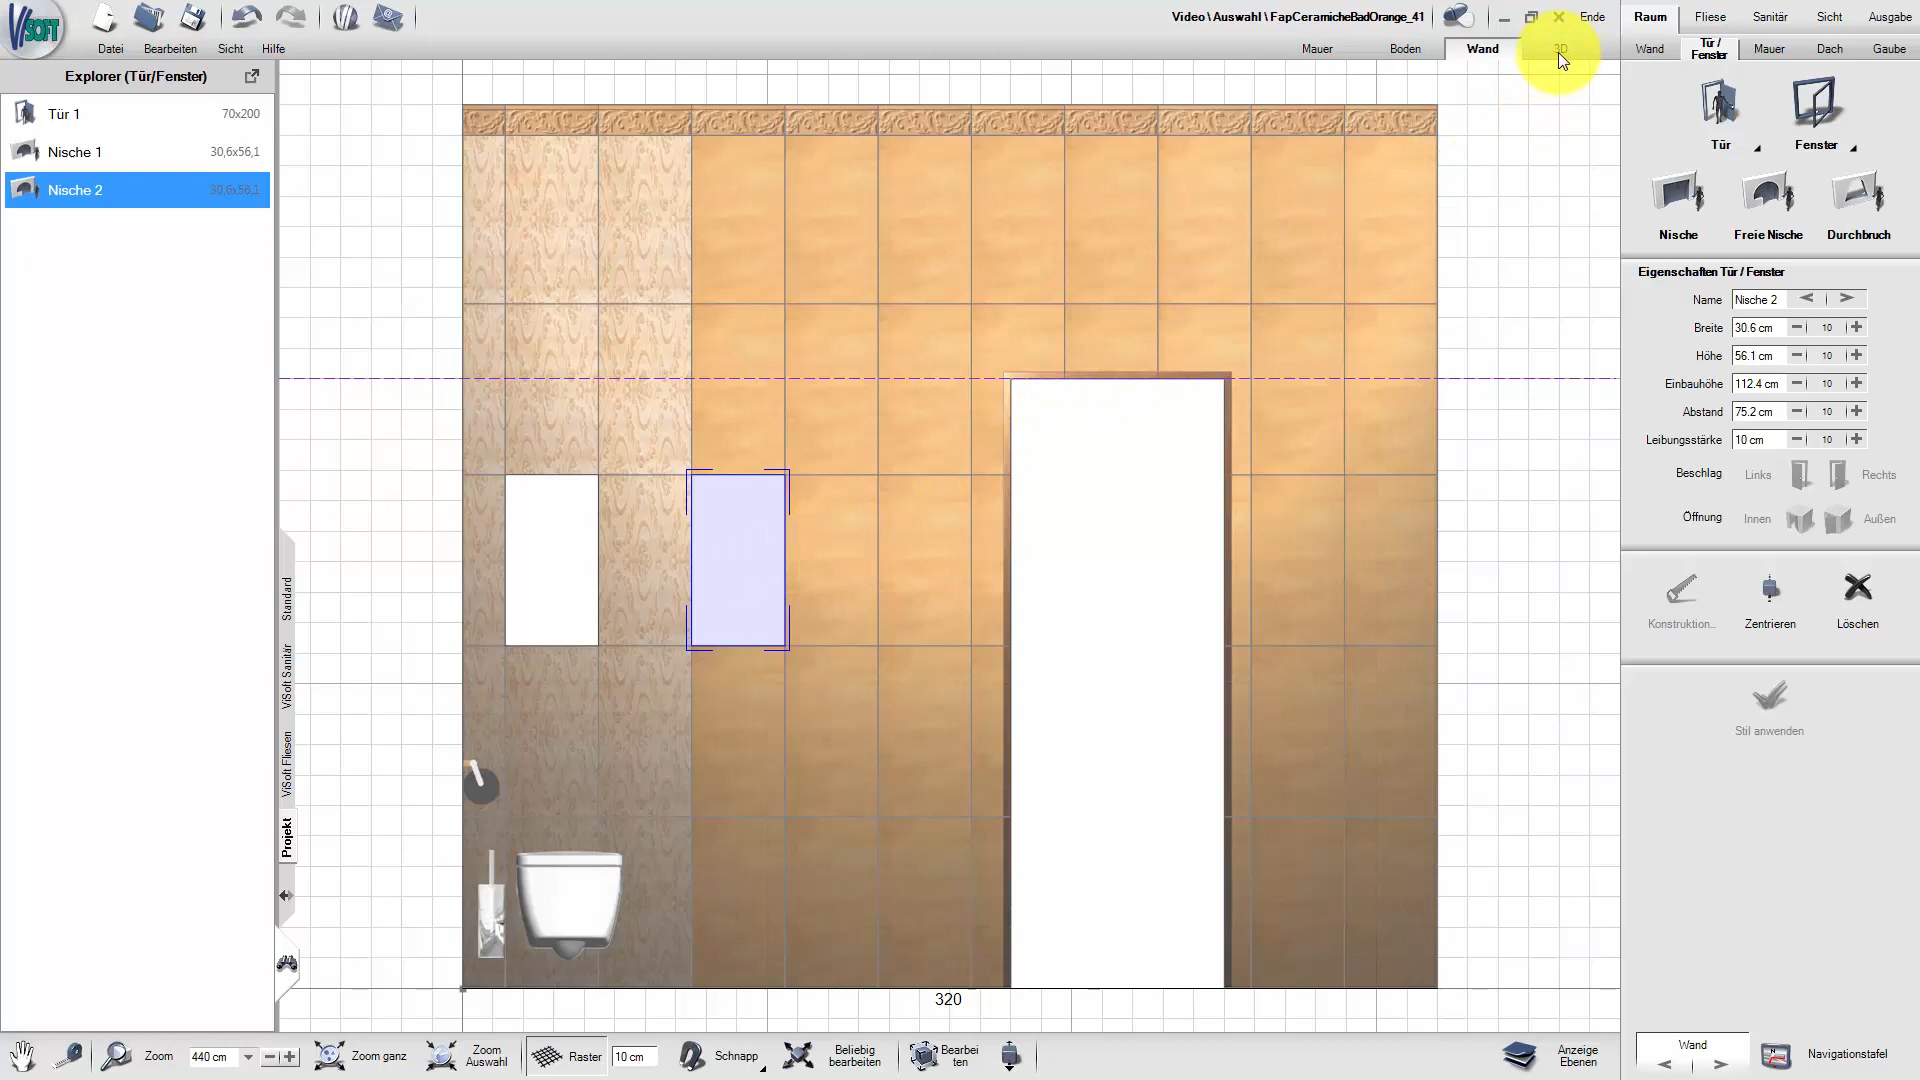 ViSOFT
Datei
Bearbeiten
Sicht
Hilfe
Video\Auswahl\FapCeramicheBadOrange_41
Ende
Mauer
Boden
Wand
3D
Raum
Fliese
Sanitär
Sicht
Ausgabe
Wand
Tür / Fenster
Mauer
Dach
Gaube
Explorer (Tür/Fenster)
Tür 1 70x200
Nische 1 30,6x56,1
Nische 2 30,6x56,1
Standard
ViSoft Sanitär
ViSoft Fliesen
Projekt
320
Tür
Fenster
Nische
Freie Nische
Durchbruch
Eigenschaften Tür / Fenster
Name Nische 2
Breite 30.6 cm 10
Höhe 56.1 cm 10
Einbauhöhe 112.4 cm 10
Abstand 75.2 cm 10
Leibungsstärke 10 cm 10
Beschlag Links Rechts
Öffnung Innen Außen
Konstruktion...
Zentrieren
Löschen
Stil anwenden
Zoom
440 cm
Zoom ganz
Zoom
Auswahl
Raster
10 cm
Schnapp
Beliebig
bearbeiten
Bearbei
ten
Anzeige
Ebenen
Wand
Navigationstafel